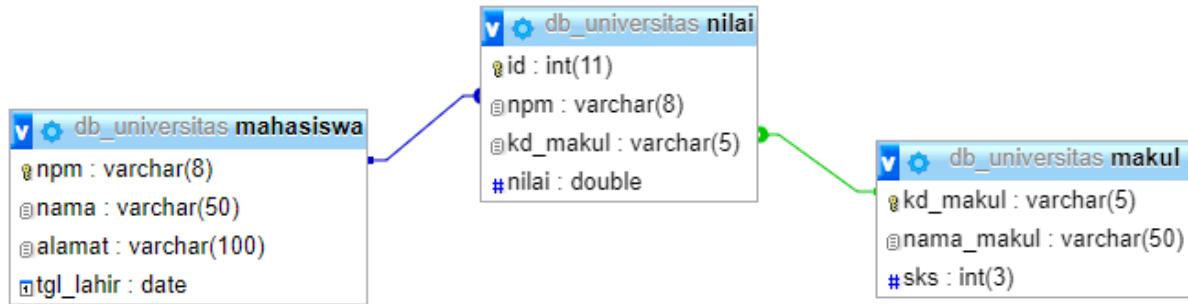 db_universitas mahasiswa
npm : varchar(8)
nama : varchar(50)
alamat : varchar(100)
tgl_lahir : date
db_universitas nilai
id : int(11)
npm : varchar(8)
kd_makul : varchar(5)
# nilai : double
db_universitas makul
kd_makul : varchar(5)
nama_makul : varchar(50)
# sks : int(3)